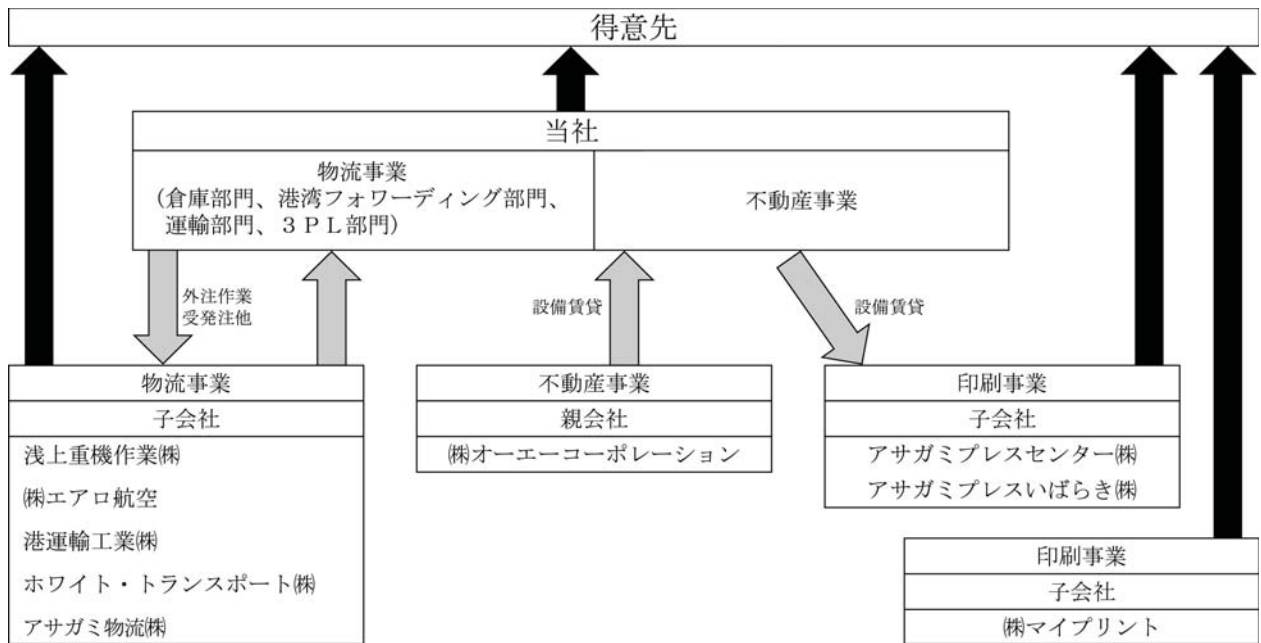 得意先
当社
物流事業
(倉庫部門、港湾フォワーディング部門、
運輸部門、３ＰＬ部門)
不動産事業
外注作業
受発注他
設備賃貸
設備賃貸
物流事業
子会社
浅上重機作業㈱
㈱エアロ航空
港運輸工業㈱
ホワイト・トランスポート㈱
アサガミ物流㈱
不動産事業
親会社
㈱オーエーコーポレーション
印刷事業
子会社
アサガミプレスセンター㈱
アサガミプレスいばらき㈱
印刷事業
子会社
㈱マイプリント